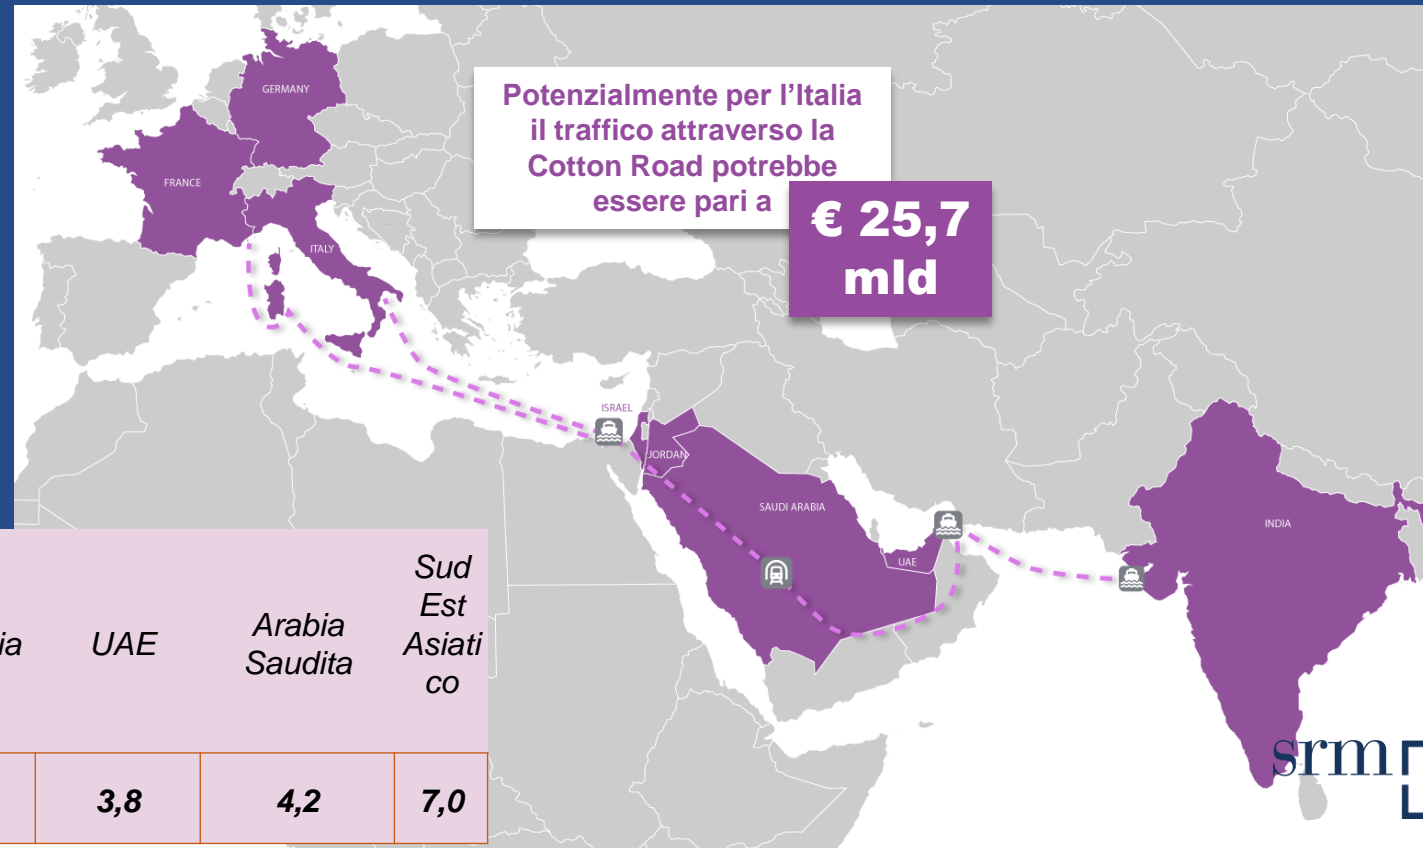 GERMANY
Potenzialmente per l'Italia
il traffico attraverso la
Cotton Road potrebbe
essere pari a
€ 25,7
mld
FRANCE
ITALY
ISRAEL
JORDAN
SAUDI ARABIA
UAE
INDIA
ia
UAE
Arabia
Saudita
Sud
Est
Asiati
co
3,8
4,2
7,0
srm